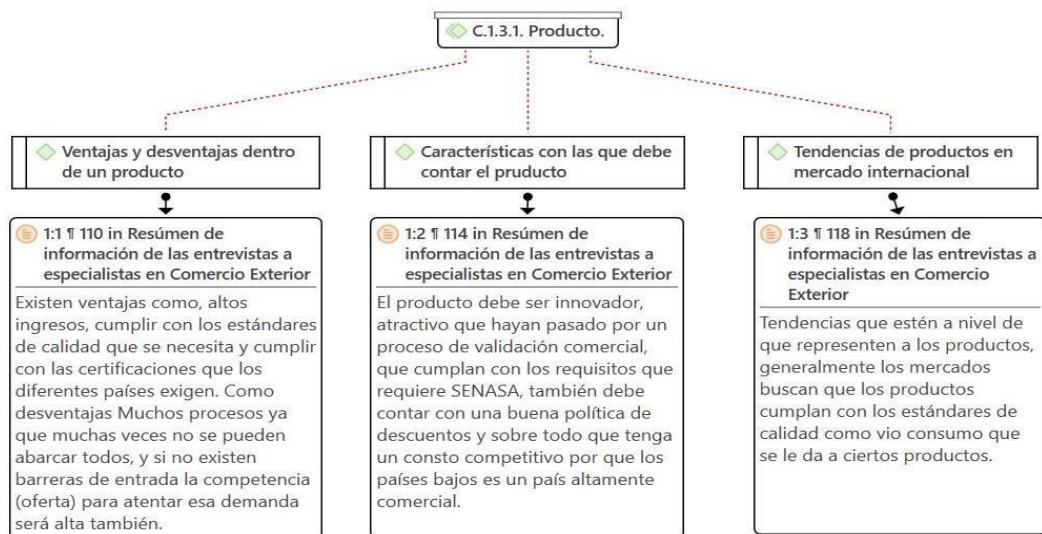 C.1.3.1. Producto.
Ventajas y desventajas dentro
de un producto
1:1 ¶ 110 in Resúmen de
información de las entrevistas a
especialistas en Comercio Exterior
Existen ventajas como, altos
ingresos, cumplir con los estándares
de calidad que se necesita y cumplir
con las certificaciones que los
diferentes países exigen. Como
desventajas Muchos procesos ya
que muchas veces no se pueden
abarcar todos, y si no existen
barreras de entrada la competencia
(oferta) para atentar esa demanda
será alta también.
Características con las que debe
contar el pruducto
1:2 ¶ 114 in Resúmen de
información de las entrevistas a
especialistas en Comercio Exterior
El producto debe ser innovador,
atractivo que hayan pasado por un
proceso de validación comercial,
que cumplan con los requisitos que
requiere SENASA, también debe
contar con una buena política de
descuentos y sobre todo que tenga
un consto competitivo por que los
países bajos es un país altamente
comercial.
Tendencias de productos en
mercado internacional
1:3 ¶ 118 in Resúmen de
información de las entrevistas a
especialistas en Comercio
Exterior
Tendencias que estén a nivel de
que representen a los productos,
generalmente los mercados
buscan que los productos
cumplan con los estándares de
calidad como vio consumo que
se le da a ciertos productos.